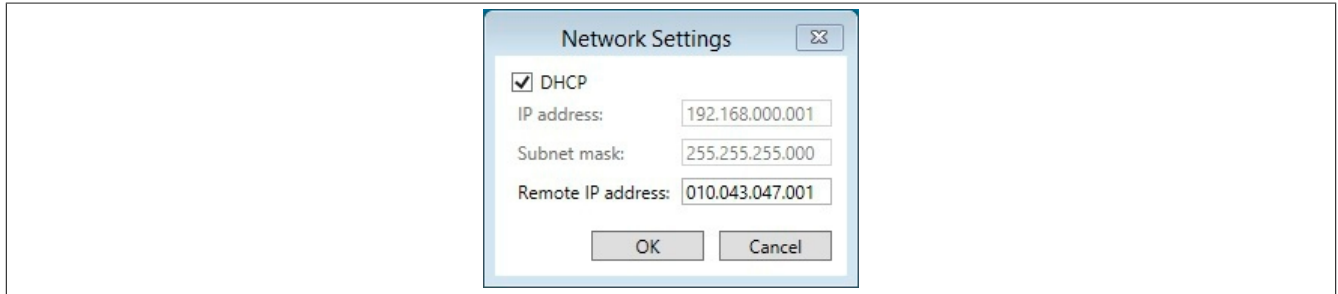 Network Settings
DHCP
IP address: 192.168.000.001
Subnet mask: 255.255.255.000
Remote IP address: 010.043.047.001
OK Cancel